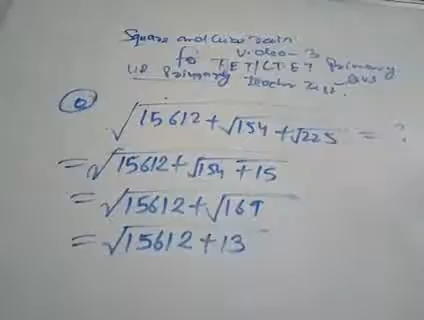 Square and Cube root
Video-3
for TET/CTET Primary
UP Primary teacher
Q
√15612+√154+√225 = ?
=√15612+√154+15
=√15612+√169
=√15612+13